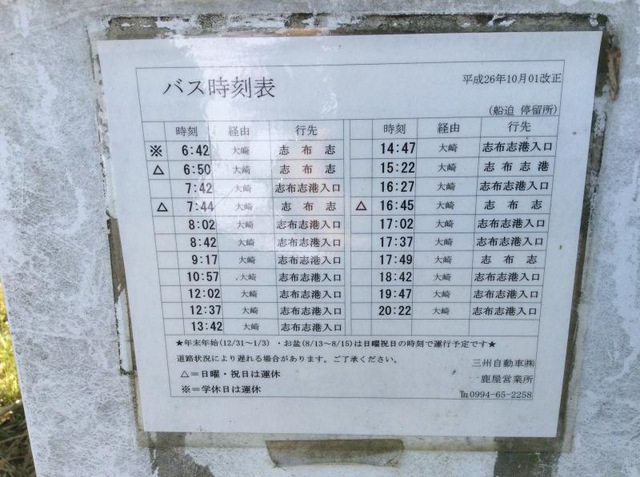 バス時刻表
平成26年10月01改正
(船迫 停留所)
時刻 経由 行先
※ 6:42 大崎 志布志
△ 6:50 大崎 志布志
7:42 大崎 志布志港入口
△ 7:44 大崎 志布志
8:02 大崎 志布志港入口
8:42 大崎 志布志港入口
9:17 大崎 志布志港入口
10:57 大崎 志布志港入口
12:02 大崎 志布志港入口
12:37 大崎 志布志港入口
13:42 大崎 志布志港入口
時刻 経由 行先
14:47 大崎 志布志港入口
15:22 大崎 志布志港
16:27 大崎 志布志港入口
△ 16:45 大崎 志布志
17:02 大崎 志布志港入口
17:37 大崎 志布志港入口
17:49 大崎 志布志
18:42 大崎 志布志港入口
19:47 大崎 志布志港入口
20:22 大崎 志布志港入口
★年末年始(12/31~1/3)・お盆(8/13~8/15)は日曜祝日の時刻で運行予定です★
道路状況により遅れる場合があります。ご了承ください。
△=日曜・祝日は運休
※=学休日は運休
三州自動車㈱
鹿屋営業所
℡0994-65-2258